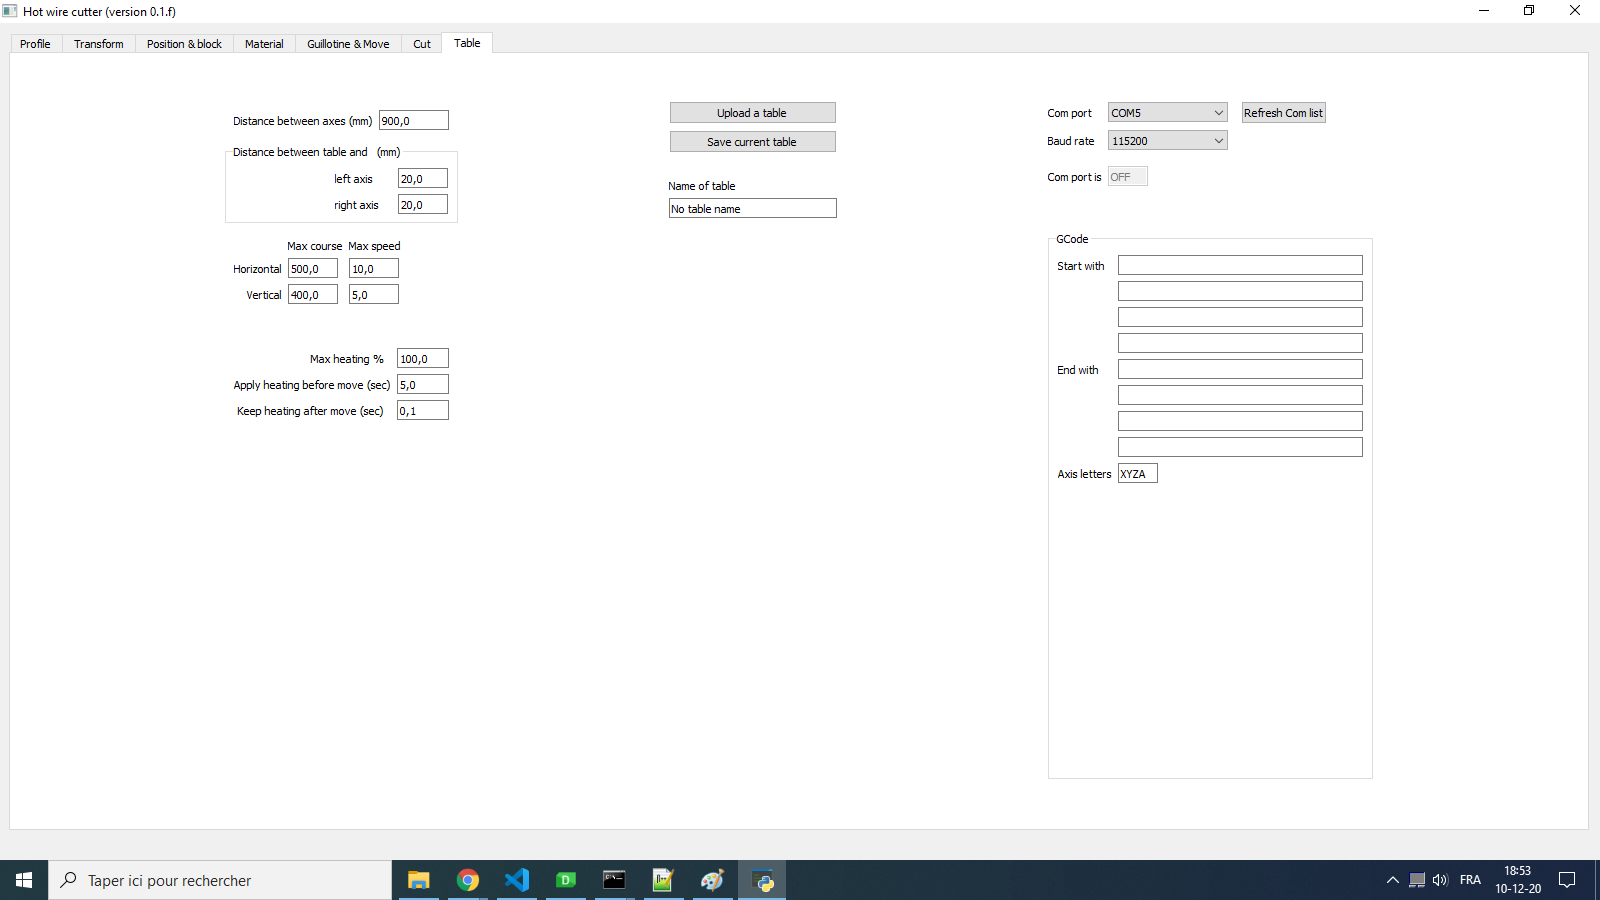 Hot wire cutter (version 0.1.f)
Profile Transform Position & block Material Guillotine & Move Cut Table
Distance between axes (mm) 900,0
Distance between table and (mm)
left axis 20,0
right axis 20,0
Max course Max speed
Horizontal 500,0 10,0
Vertical 400,0 5,0
Max heating % 100,0
Apply heating before move (sec) 5,0
Keep heating after move (sec) 0,1
Upload a table
Save current table
Name of table
No table name
Com port COM5 Refresh Com list
Baud rate 115200
Com port is OFF
GCode
Start with
End with
Axis letters XYZA
Taper ici pour rechercher
D
FRA
18:53
10-12-20